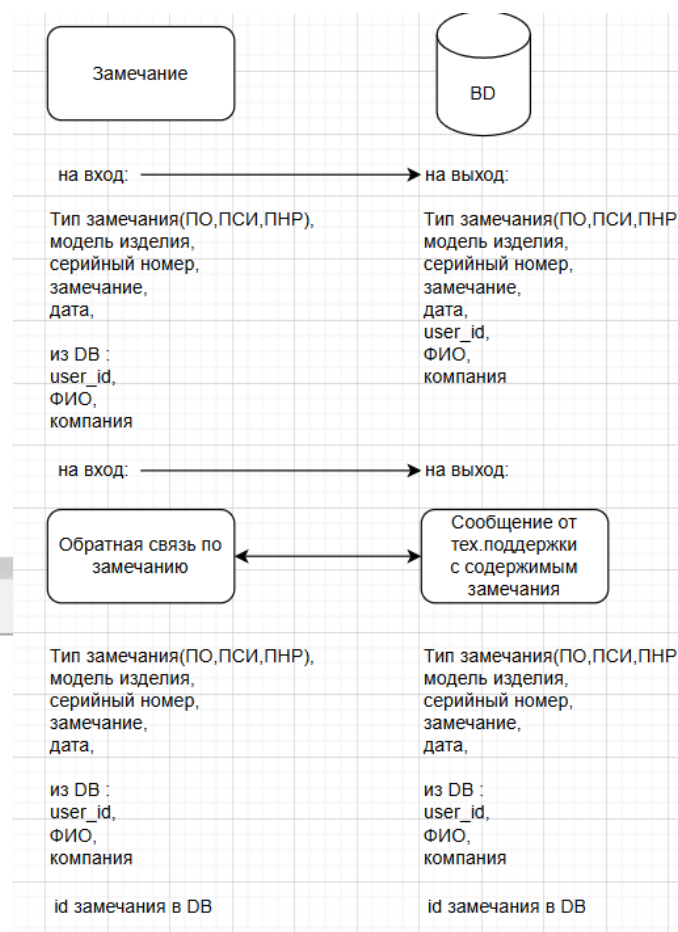 Замечание
BD
на вход:
на выход:
Тип замечания(ПО,ПСИ,ПНР),
модель изделия,
серийный номер,
замечание,
дата,
из DB :
user_id,
ФИО,
компания
Тип замечания(ПО,ПСИ,ПНР
модель изделия,
серийный номер,
замечание,
дата,
user_id,
ФИО,
компания
на вход:
на выход:
Обратная связь по
замечанию
Сообщение от
тех.поддержки
с содержимым
замечания
Тип замечания(ПО,ПСИ,ПНР),
модель изделия,
серийный номер,
замечание,
дата,
из DB :
user_id,
ФИО,
компания
id замечания в DB
Тип замечания(ПО,ПСИ,ПНР
модель изделия,
серийный номер,
замечание,
дата,
из DB :
user_id,
ФИО,
компания
id замечания в DB